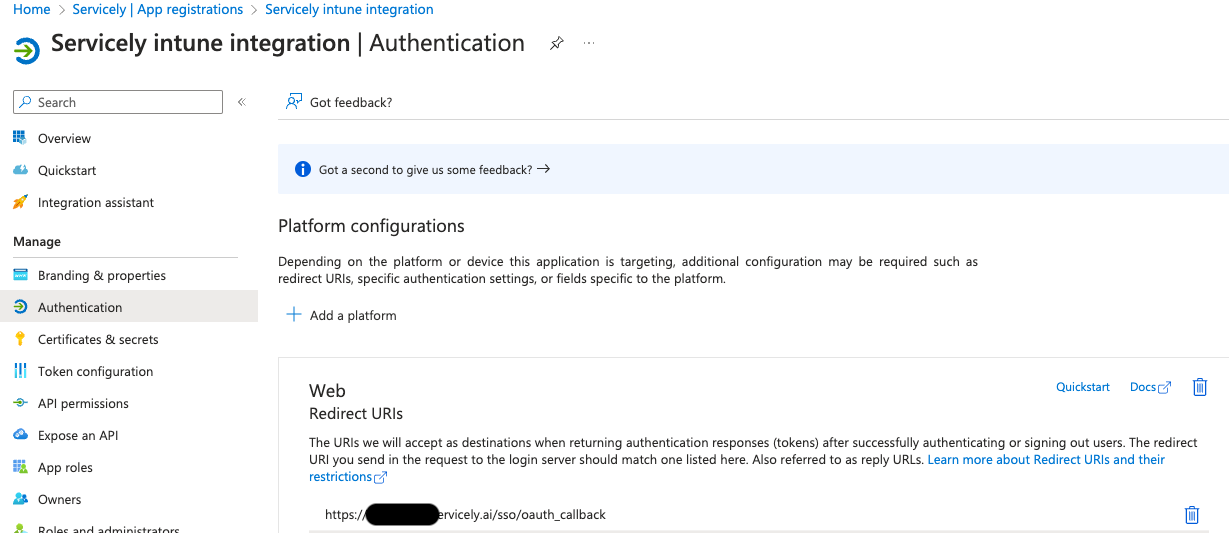 Home > Servicely | App registrations > Servicely intune integration
Servicely intune integration | Authentication
Search
Got feedback?
Overview
Quickstart
Integration assistant
Got a second to give us some feedback?
Manage
Branding & properties
Authentication
Certificates & secrets
Token configuration
API permissions
Expose an API
App roles
Owners
Roles and administrators
Platform configurations
Depending on the platform or device this application is targeting, additional configuration may be required such as
redirect URIs, specific authentication settings, or fields specific to the platform.
Add a platform
Web
Quickstart
Docs
Redirect URIs
The URIs we will accept as destinations when returning authentication responses (tokens) after successfully authenticating or signing out users. The redirect
URI you send in the request to the login server should match one listed here. Also referred to as reply URLs. Learn more about Redirect URIs and their
restrictions
https:// ervicely.ai/sso/oauth_callback